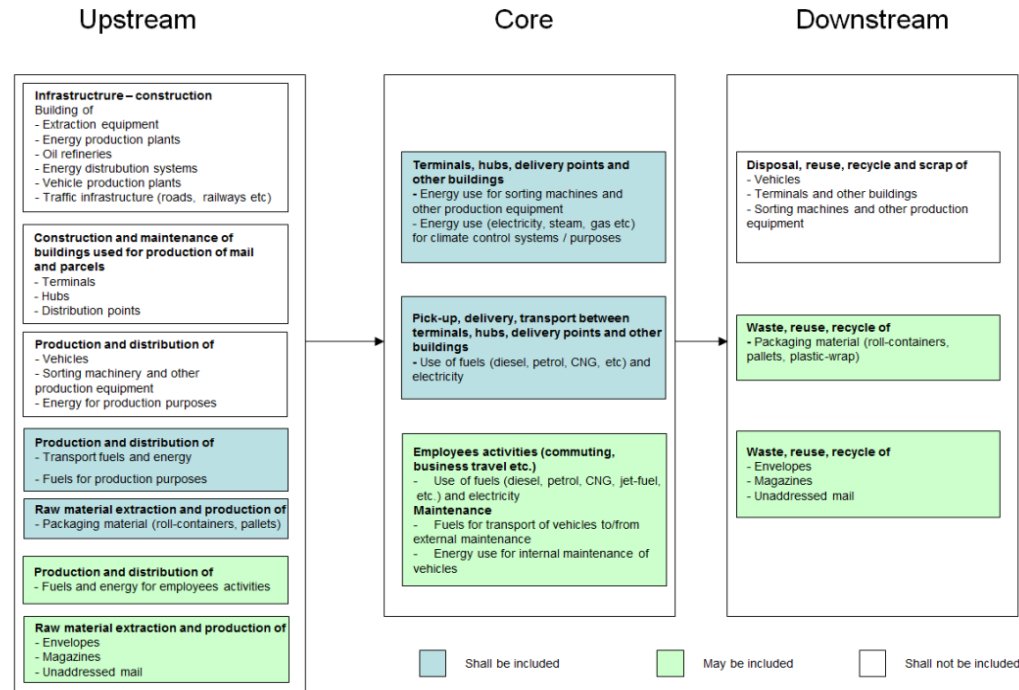 Upstream
Core
Downstream
Infrastrructure – construction
Building of
- Extraction equipment
- Energy production plants
- Oil refineries
- Energy distrubution systems
- Vehicle production plants
- Traffic infrastructure (roads, railways etc)
Construction and maintenance of
buildings used for production of mail
and parcels
- Terminals
- Hubs
- Distribution points
Production and distribution of
- Vehicles
- Sorting machinery and other
production equipment
- Energy for production purposes
Production and distribution of
- Transport fuels and energy
- Fuels for production purposes
Raw material extraction and production of
- Packaging material (roll-containers, pallets)
Production and distribution of
- Fuels and energy for employees activities
Raw material extraction and production of
- Envelopes
- Magazines
- Unaddressed mail
Terminals, hubs, delivery points and
other buildings
- Energy use for sorting machines and
other production equipment
- Energy use (electricity, steam, gas etc)
for climate control systems / purposes
Pick-up, delivery, transport between
terminals, hubs, delivery points and other
buildings
- Use of fuels (diesel, petrol, CNG, etc) and
electricity
Employees activities (commuting,
business travel etc.)
- Use of fuels (diesel, petrol, CNG, jet-fuel,
etc.) and electricity
Maintenance
- Fuels for transport of vehicles to/from
external maintenance
- Energy use for internal maintenance of
vehicles
Disposal, reuse, recycle and scrap of
- Vehicles
- Terminals and other buildings
- Sorting machines and other production
equipment
Waste, reuse, recycle of
- Packaging material (roll-containers,
pallets, plastic-wrap)
Waste, reuse, recycle of
- Envelopes
- Magazines
- Unaddressed mail
Shall be included
May be included
Shall not be included